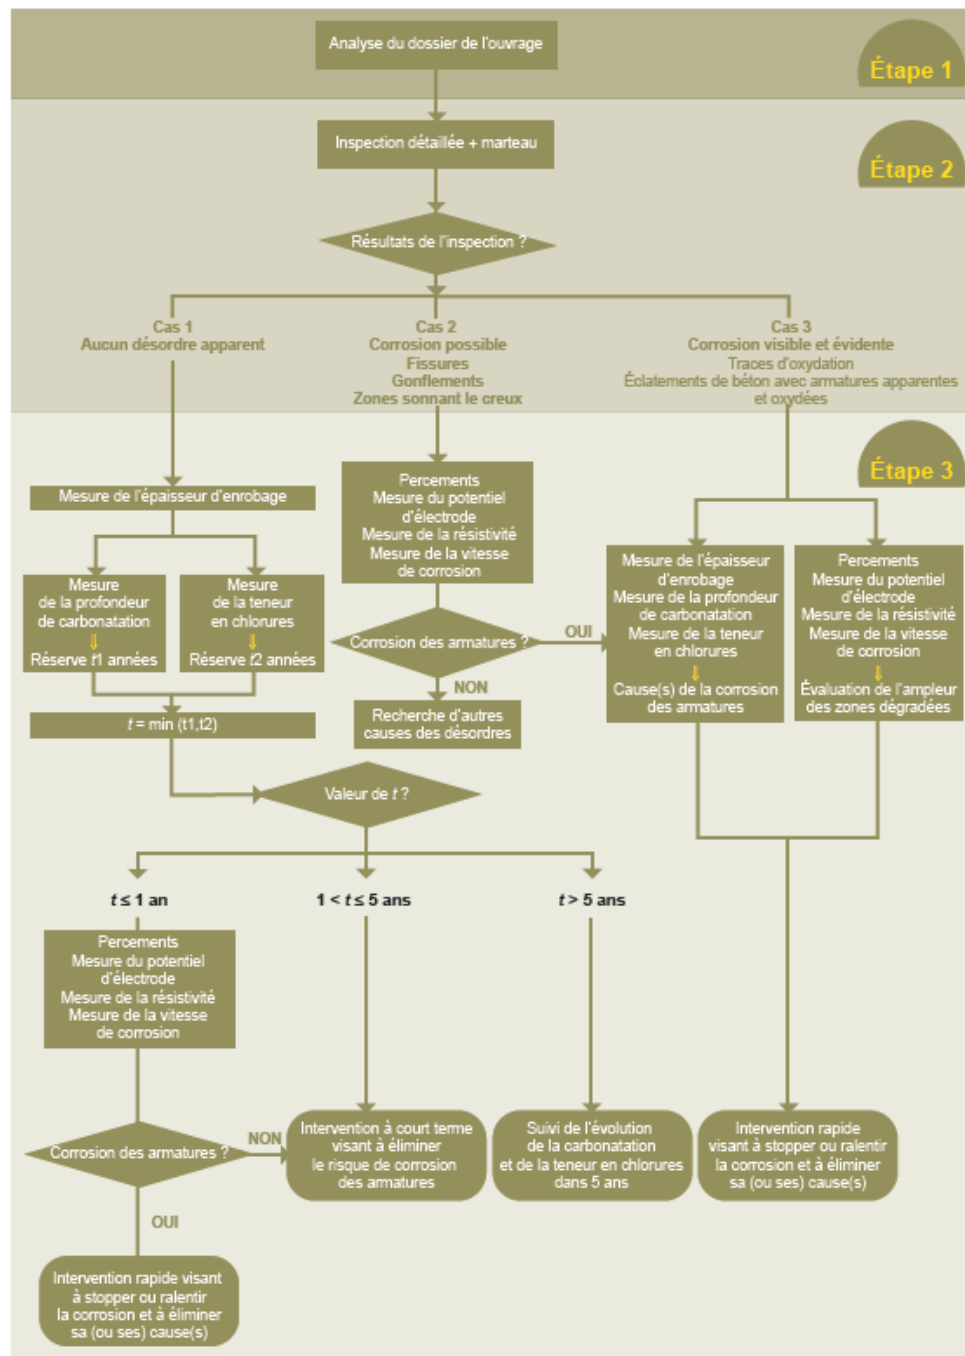 Analyse du dossier de l'ouvrage
Étape 1
Inspection détaillée + marteau
Étape 2
Résultats de l'inspection ?
Cas 1
Aucun désordre apparent
Cas 2
Corrosion possible
Fissures
Gonflements
Zones sonnant le creux
Cas 3
Corrosion visible et évidente
Traces d'oxydation
Éclatements de béton avec armatures apparentes
et oxydées
Étape 3
Mesure de l'épaisseur d'enrobage
Mesure
de la profondeur
de carbonatation
⇓
Réserve t1 années
Mesure
de la teneur
en chlorures
⇓
Réserve t2 années
t = min (t1,t2)
Percements
Mesure du potentiel
d'électrode
Mesure de la résistivité
Mesure de la vitesse
de corrosion
Corrosion des armatures ?
OUI
NON
Recherche d'autres
causes des désordres
Mesure de l'épaisseur
d'enrobage
Mesure de la profondeur
de carbonatation
Mesure de la teneur
en chlorures
⇓
Cause(s) de la corrosion
des armatures
Percements
Mesure du potentiel
d'électrode
Mesure de la résistivité
Mesure de la vitesse
de corrosion
⇓
Évaluation de l'ampleur
des zones dégradées
Valeur de t ?
t ≤ 1 an
1 < t ≤ 5 ans
t > 5 ans
Percements
Mesure du potentiel
d'électrode
Mesure de la résistivité
Mesure de la vitesse
de corrosion
Corrosion des armatures ?
NON
OUI
Intervention à court terme
visant à éliminer
le risque de corrosion
des armatures
Suivi de l'évolution
de la carbonatation
et de la teneur en chlorures
dans 5 ans
Intervention rapide
visant à stopper ou ralentir
la corrosion et à éliminer
sa (ou ses) cause(s)
Intervention rapide visant
à stopper ou ralentir
la corrosion et à éliminer
sa (ou ses) cause(s)